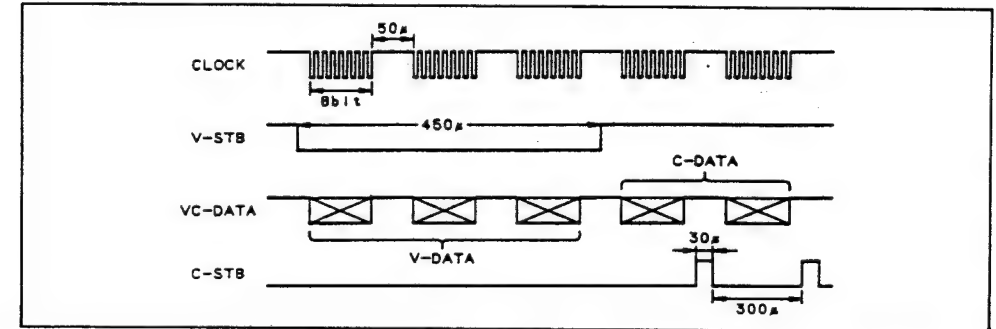 50µ
CLOCK
8bit
V-STB
450µ
C-DATA
VC-DATA
V-DATA
30µ
C-STB
300µ